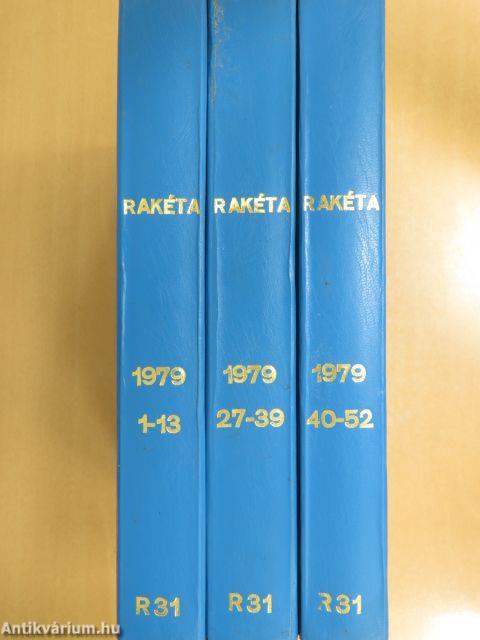 RAKÉTA
1979
1-13
R31
RAKÉTA
1979
27-39
R31
RAKÉTA
1979
40-52
R31
Antikvárium.hu